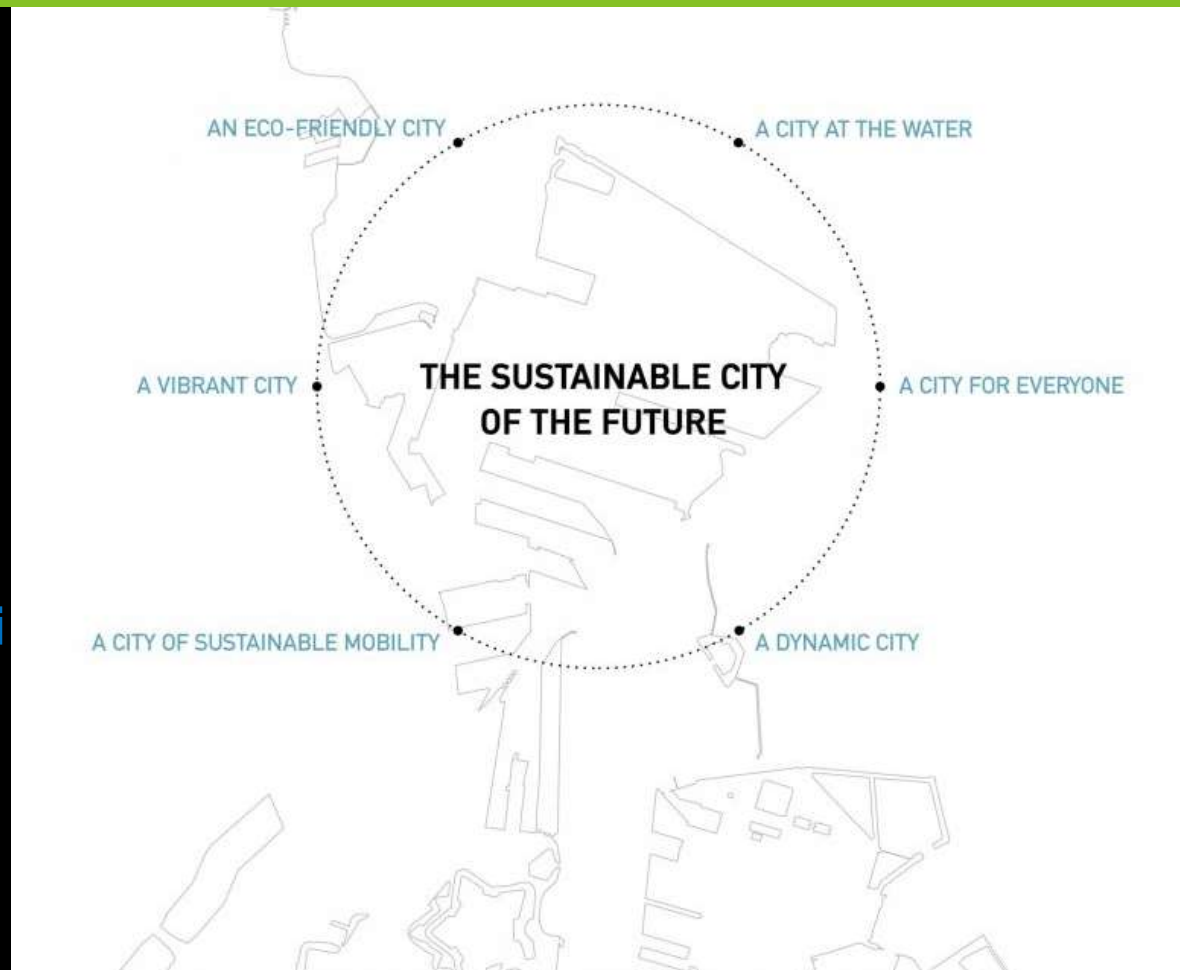 AN ECO-FRIENDLY CITY
A CITY AT THE WATER
A VIBRANT CITY
THE SUSTAINABLE CITY
OF THE FUTURE
A CITY FOR EVERYONE
A CITY OF SUSTAINABLE MOBILITY
A DYNAMIC CITY